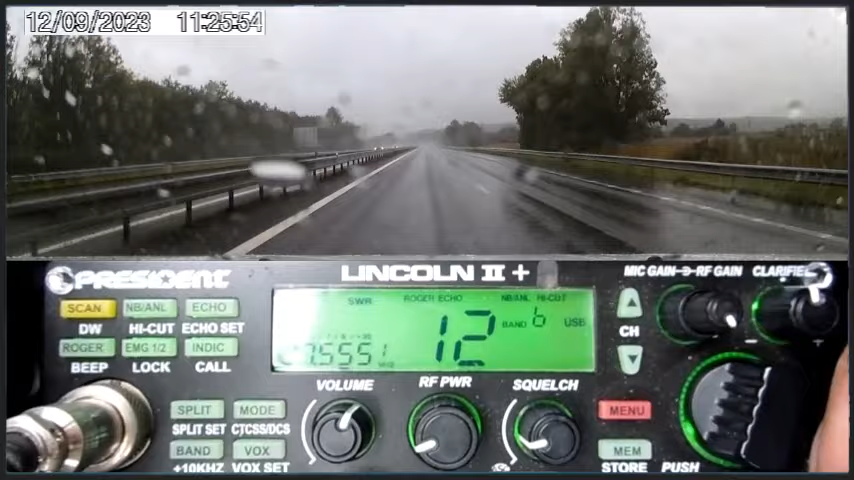 12/09/2023 11:25:54
PRESIDENT LINCOLN II + MIC GAIN RF GAIN CLARIFIER
SCAN NB/ANL ECHO
DW HI-CUT ECHO SET
ROGER EMG 1/2 INDIC
BEEP LOCK CALL
SWR ROGER ECHO NB/ANL HI-CUT
12 BAND 6 USB
CH
VOLUME RF PWR SQUELCH
SPLIT MODE
SPLIT SET CTCSS/DCS
BAND VOX
+10KHZ VOX SET
MENU
MEM
STORE PUSH
- +